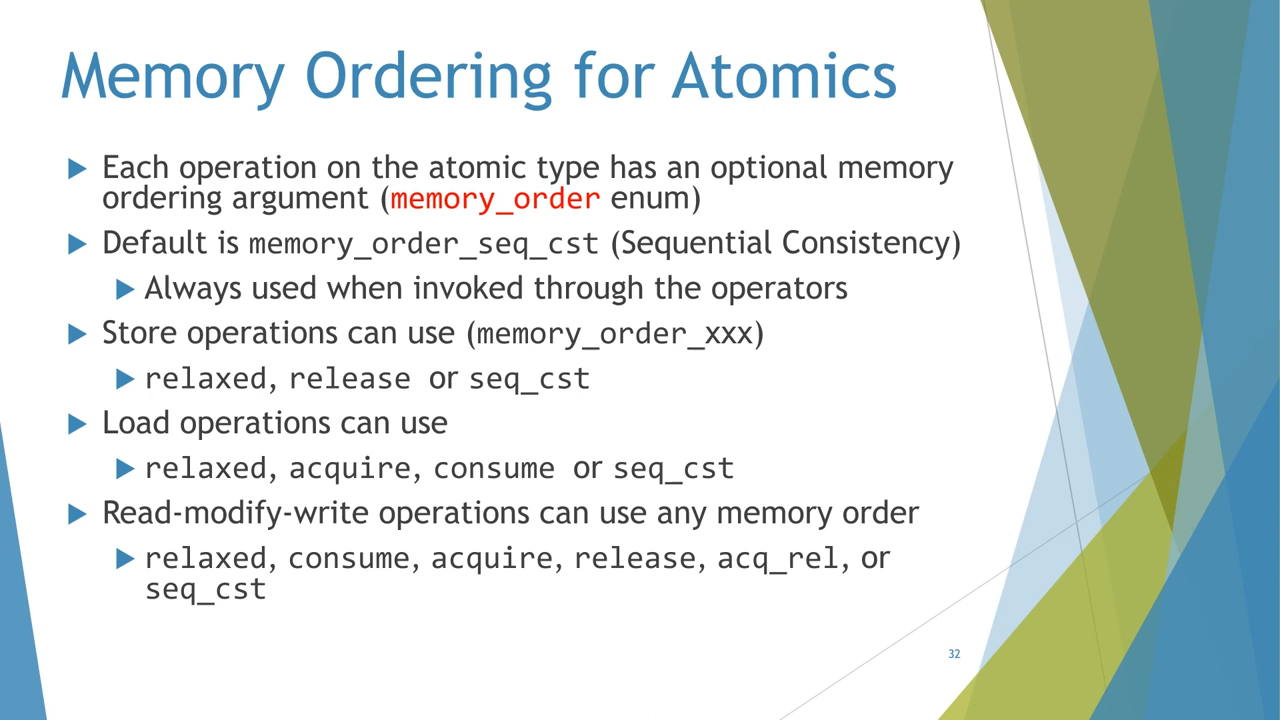 Memory Ordering for Atomics
Each operation on the atomic type has an optional memory
ordering argument (memory_order enum)
Default is memory_order_seq_cst (Sequential Consistency)
Always used when invoked through the operators
Store operations can use (memory_order_xxx)
relaxed, release or seq_cst
Load operations can use
relaxed, acquire, consume or seq_cst
Read-modify-write operations can use any memory order
relaxed, consume, acquire, release, acq_rel, or
seq_cst
32